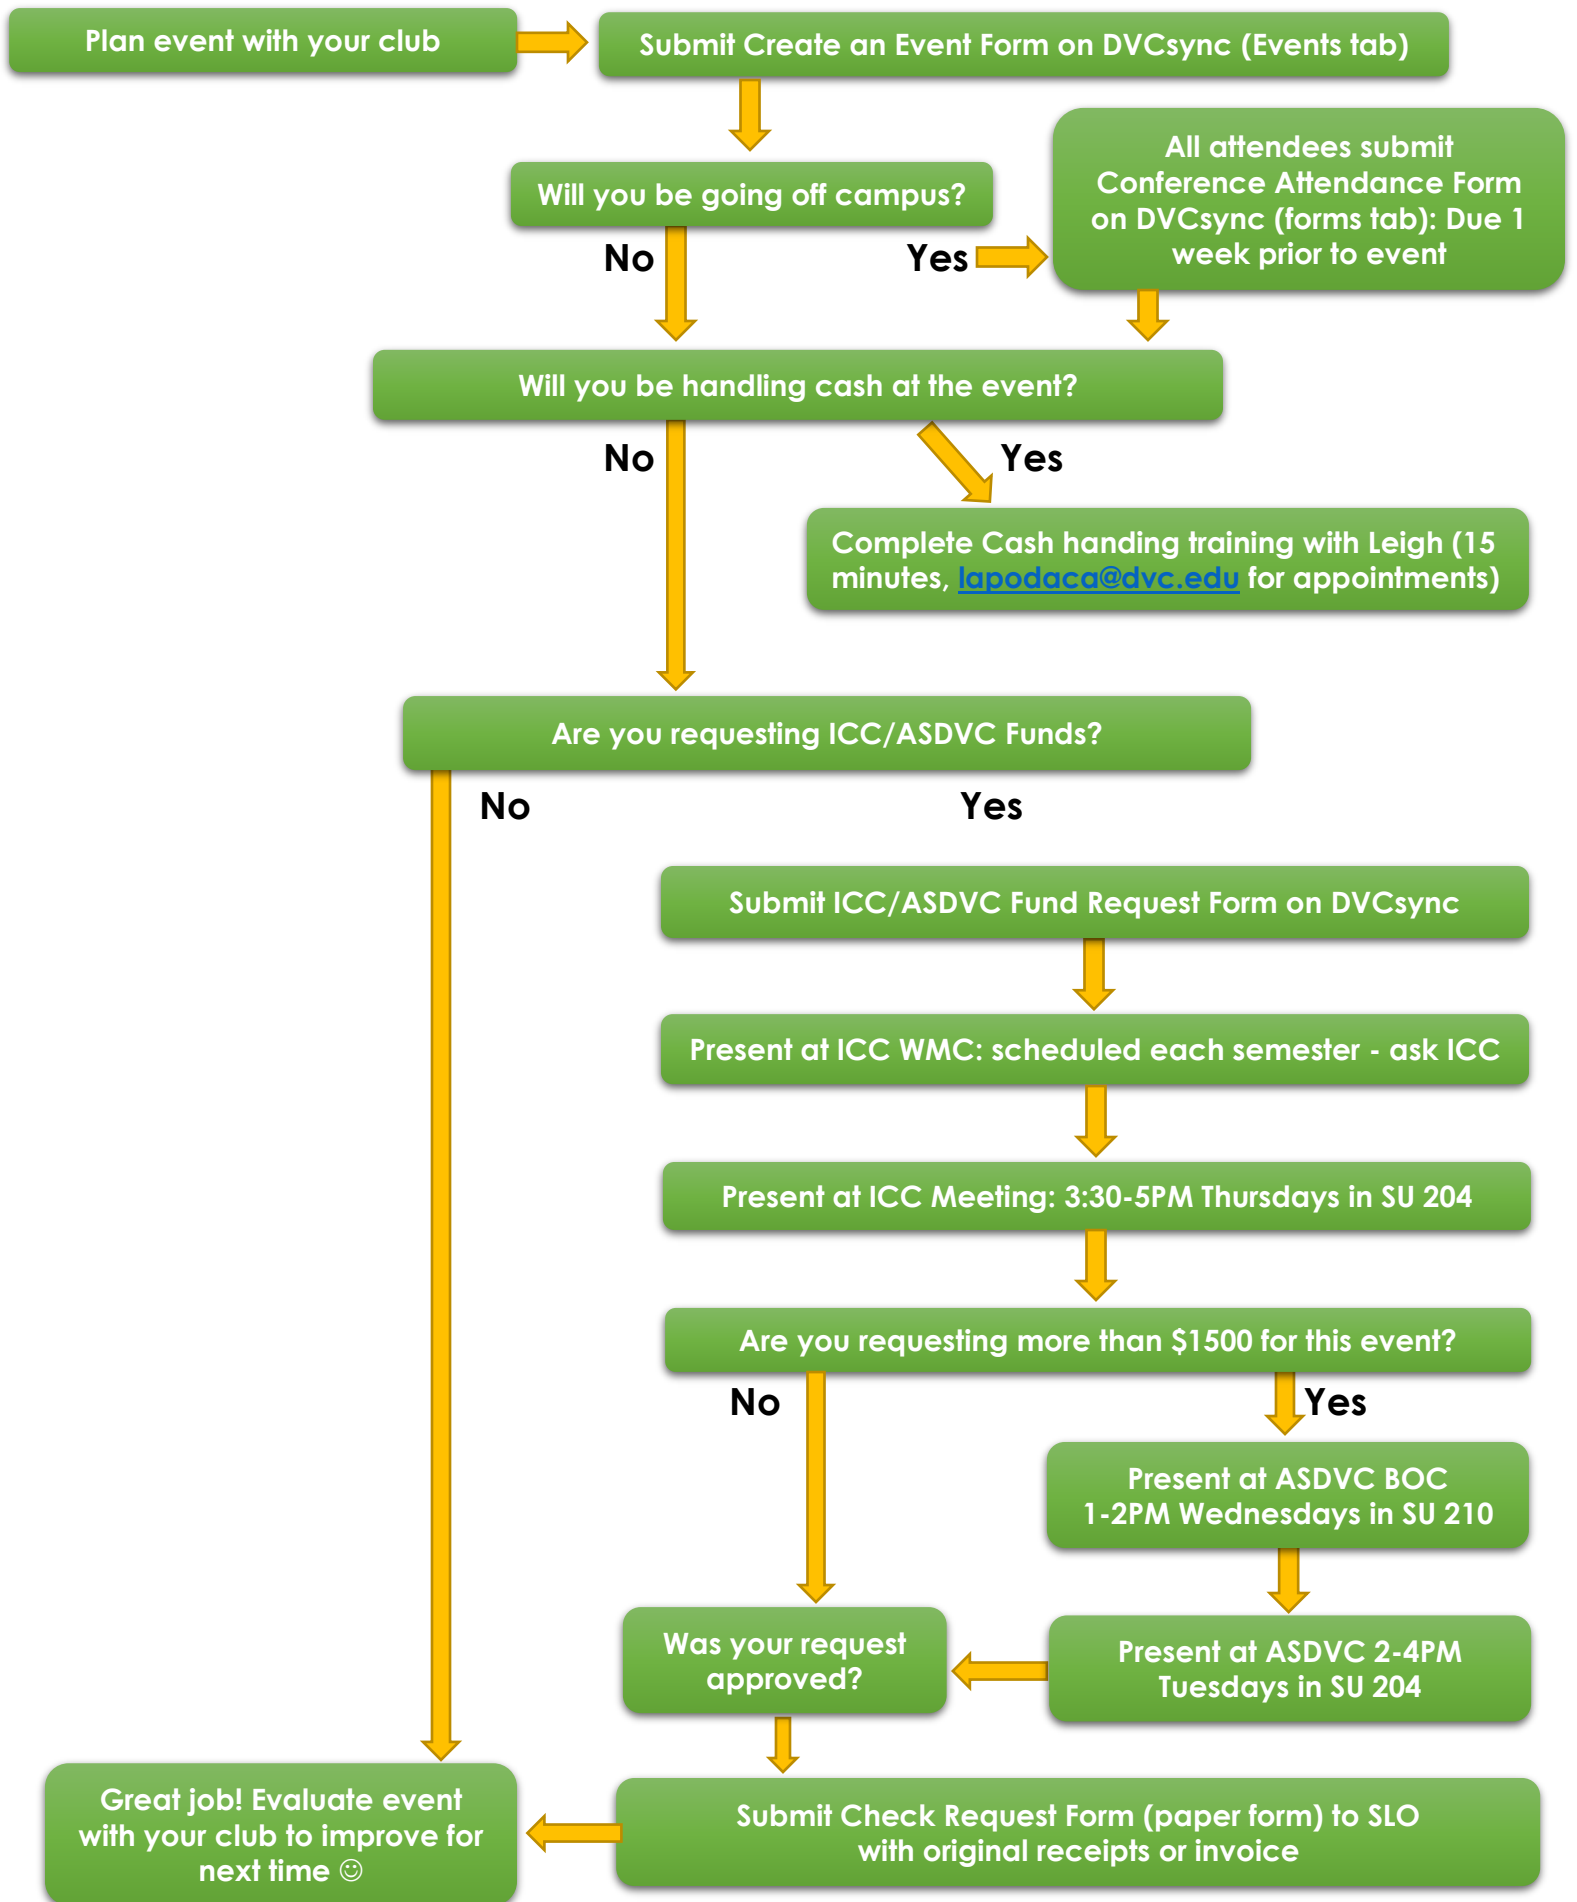 Plan event with your club
Submit Create an Event Form on DVCsync (Events tab)
Will you be going off campus?
All attendees submit
Conference Attendance Form
on DVCsync (forms tab): Due 1
week prior to event
No
Yes
Will you be handling cash at the event?
No
Yes
Complete Cash handing training with Leigh (15
minutes, lapodaca@dvc.edu for appointments)
Are you requesting ICC/ASDVC Funds?
No
Yes
Submit ICC/ASDVC Fund Request Form on DVCsync
Present at ICC WMC: scheduled each semester - ask ICC
Present at ICC Meeting: 3:30-5PM Thursdays in SU 204
Are you requesting more than $1500 for this event?
No
Yes
Present at ASDVC BOC
1-2PM Wednesdays in SU 210
Was your request
approved?
Present at ASDVC 2-4PM
Tuesdays in SU 204
Great job! Evaluate event
with your club to improve for
next time ☺
Submit Check Request Form (paper form) to SLO
with original receipts or invoice